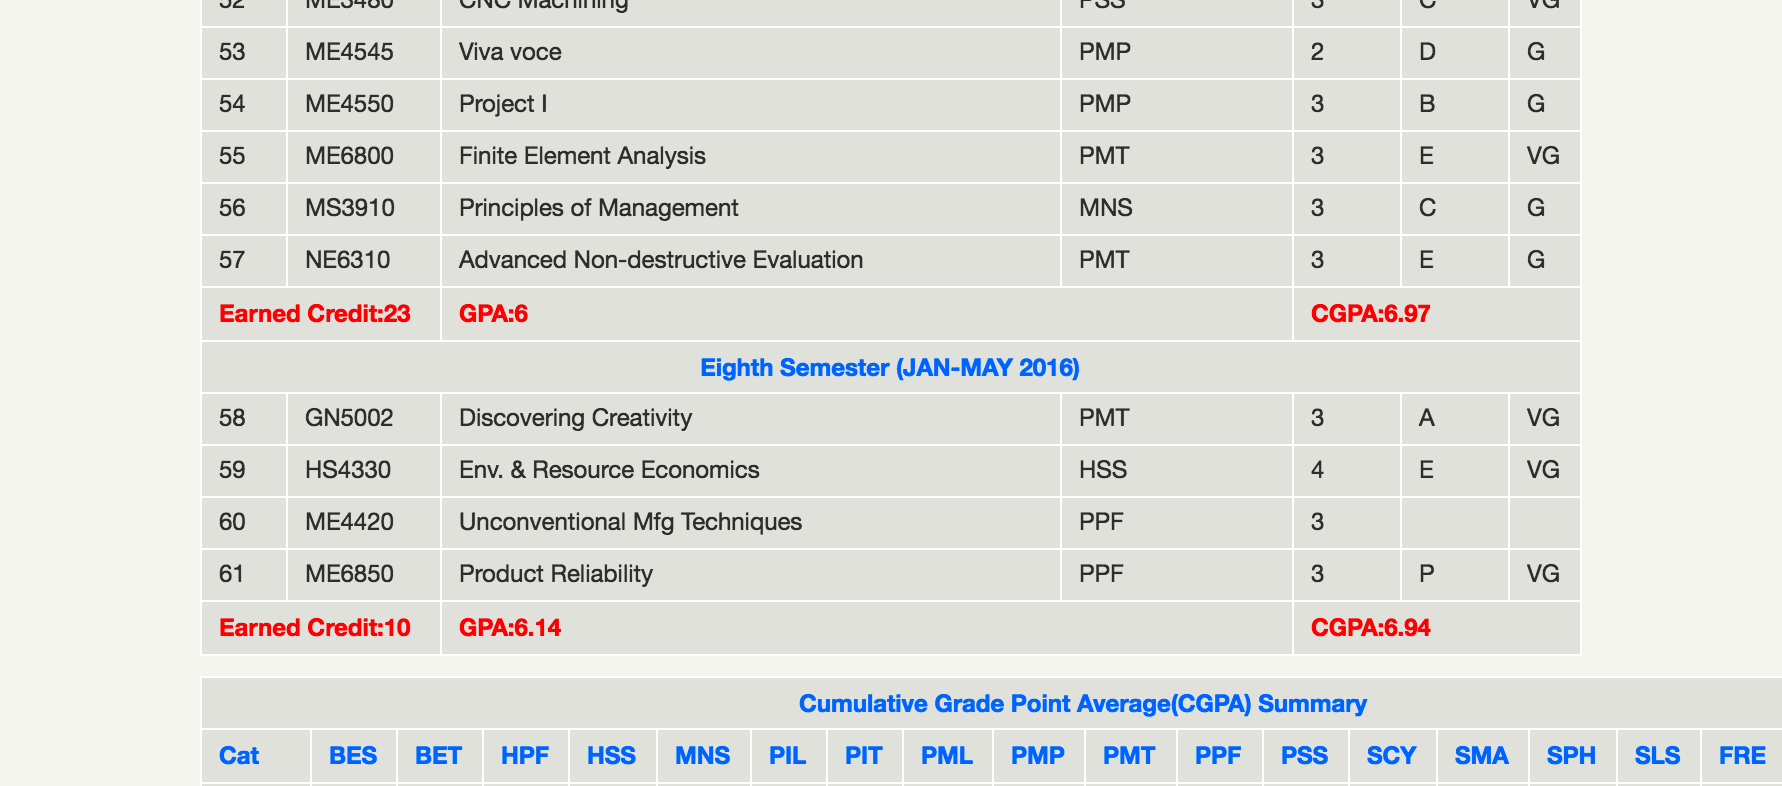 52 ME3480 CNC Machining PSS 3 C VG
53 ME4545 Viva voce PMP 2 D G
54 ME4550 Project I PMP 3 B G
55 ME6800 Finite Element Analysis PMT 3 E VG
56 MS3910 Principles of Management MNS 3 C G
57 NE6310 Advanced Non-destructive Evaluation PMT 3 E G
Earned Credit:23 GPA:6 CGPA:6.97
Eighth Semester (JAN-MAY 2016)
58 GN5002 Discovering Creativity PMT 3 A VG
59 HS4330 Env. & Resource Economics HSS 4 E VG
60 ME4420 Unconventional Mfg Techniques PPF 3
61 ME6850 Product Reliability PPF 3 P VG
Earned Credit:10 GPA:6.14 CGPA:6.94
Cumulative Grade Point Average(CGPA) Summary
Cat BES BET HPF HSS MNS PIL PIT PML PMP PMT PPF PSS SCY SMA SPH SLS FRE